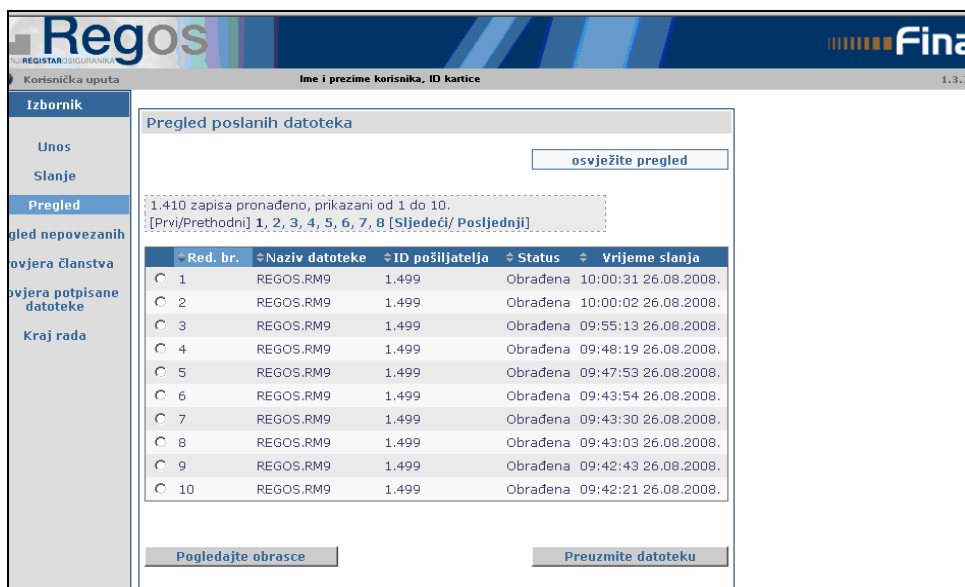 Regos
REGISTAR OSIGURANIKA
Fina
Korisnička uputa
Ime i prezime korisnika, ID kartice
1.3.
Izbornik
Unos
Slanje
Pregled
gled nepovezanih
ovjera članstva
ovjera potpisane
datoteke
Kraj rada
Pregled poslanih datoteka
osvježite pregled
1.410 zapisa pronađeno, prikazani od 1 do 10.
[Prvi/Prethodni] 1, 2, 3, 4, 5, 6, 7, 8 [Sljedeći/ Posljednji]
Red. br. Naziv datoteke ID pošiljatelja Status Vrijeme slanja
1 REGOS.RM9 1.499 Obrađena 10:00:31 26.08.2008.
2 REGOS.RM9 1.499 Obrađena 10:00:02 26.08.2008.
3 REGOS.RM9 1.499 Obrađena 09:55:13 26.08.2008.
4 REGOS.RM9 1.499 Obrađena 09:48:19 26.08.2008.
5 REGOS.RM9 1.499 Obrađena 09:47:53 26.08.2008.
6 REGOS.RM9 1.499 Obrađena 09:43:54 26.08.2008.
7 REGOS.RM9 1.499 Obrađena 09:43:30 26.08.2008.
8 REGOS.RM9 1.499 Obrađena 09:43:03 26.08.2008.
9 REGOS.RM9 1.499 Obrađena 09:42:43 26.08.2008.
10 REGOS.RM9 1.499 Obrađena 09:42:21 26.08.2008.
Pogledajte obrasce
Preuzmite datoteku